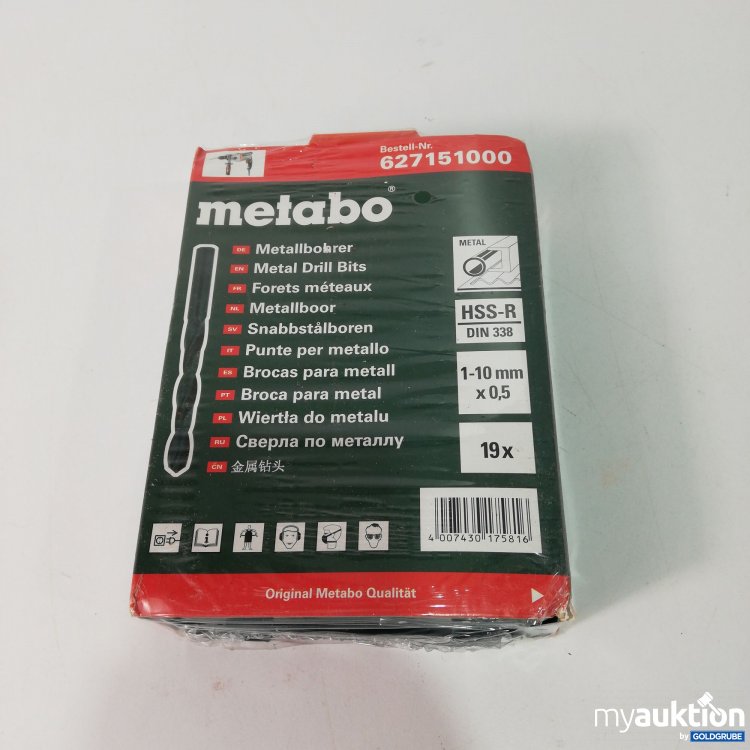 Bestell-Nr.
627151000
metabo®
DE Metallbohrer
EN Metal Drill Bits
FR Forets méteaux
NL Metallboor
SV Snabbstålboren
IT Punte per metallo
ES Brocas para metall
PT Broca para metal
PL Wiertła do metalu
RU Сверла по металлу
CN 金属钻头
METAL
HSS-R
DIN 338
1-10 mm
x 0,5
19x
4 007430 175816
Original Metabo Qualität
myauktion
by GOLDGRUBE